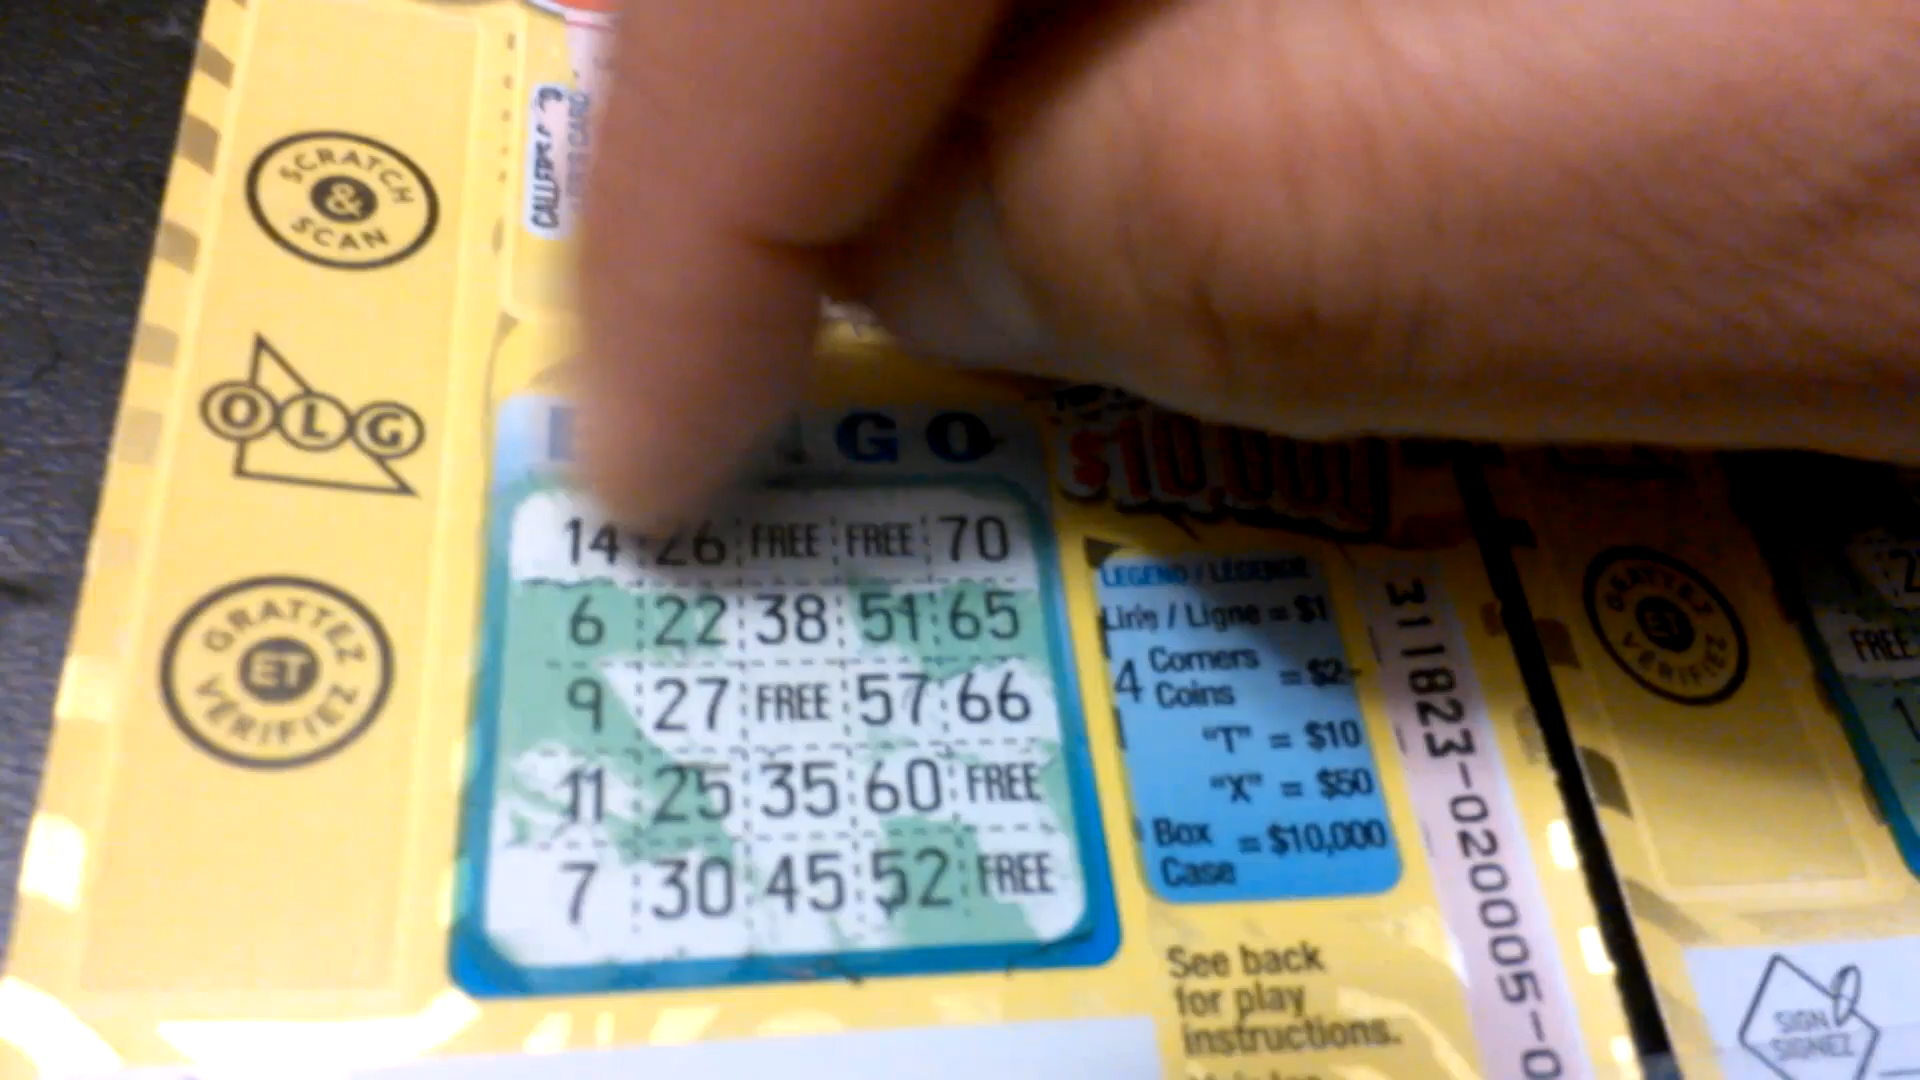 SCRATCH & SCAN
OLG
GRATTEZ ET VÉRIFIEZ
G O
14 26 FREE FREE 70
6 22 38 51 65
9 27 FREE 57 66
11 25 35 60 FREE
7 30 45 52 FREE
$10,000
LEGEND / LÉGENDE
Line / Ligne = $1
4 Corners Coins = $2
"T" = $10
"X" = $50
Box Case = $10,000
See back
for play
instructions.
311823-0200005-0
GRATTEZ ET VÉRIFIEZ
FREE
SIGN
SIGNEZ